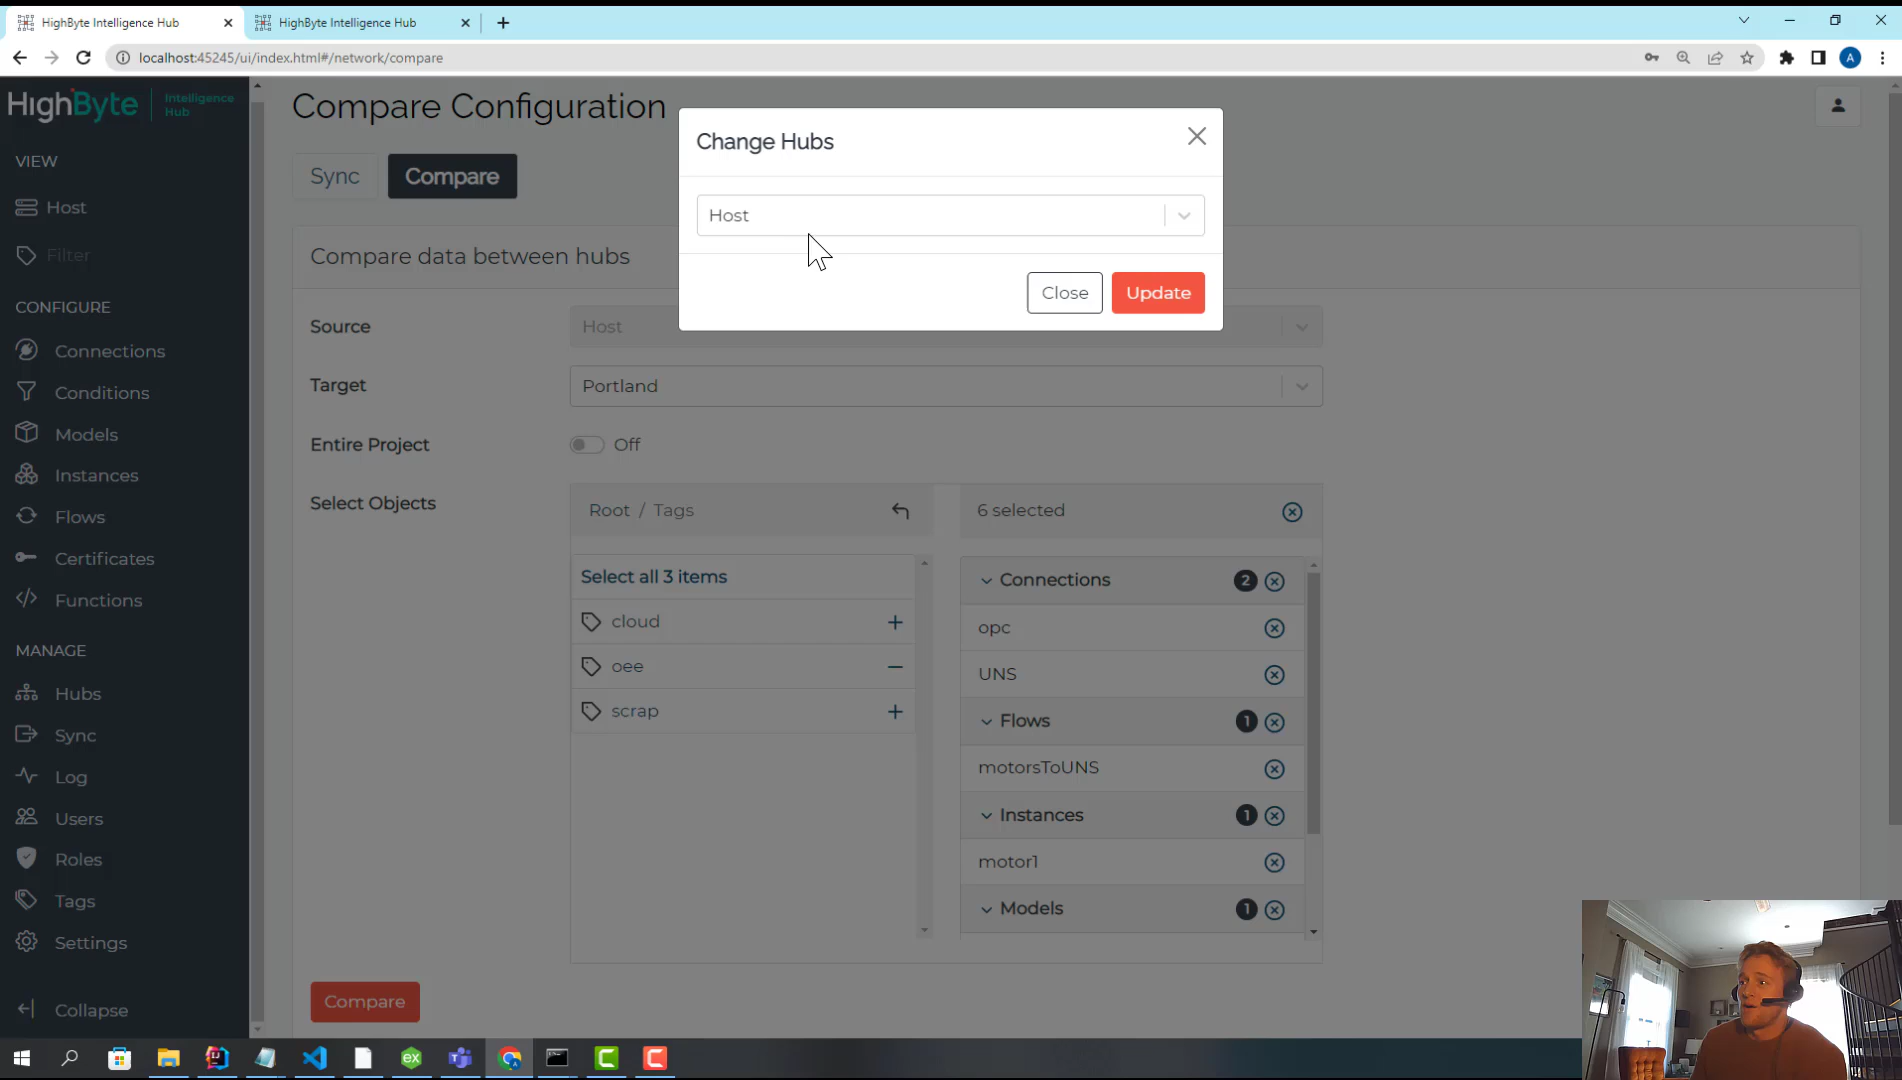 HighByte Intelligence Hub
HighByte Intelligence Hub
localhost:45245/ui/index.html#/network/compare
A
HighByte
Intelligence
Hub
VIEW
Host
Filter
CONFIGURE
Connections
Conditions
Models
Instances
Flows
Certificates
Functions
MANAGE
Hubs
Sync
Log
Users
Roles
Tags
Settings
Collapse
Compare Configuration
Sync
Compare
Compare data between hubs
Source
Host
Target
Portland
Entire Project
Off
Select Objects
Root / Tags
Select all 3 items
cloud
oee
scrap
6 selected
Connections 2
opc
UNS
Flows 1
motorsToUNS
Instances 1
motor1
Models 1
Compare
Change Hubs
Host
Close
Update
ex